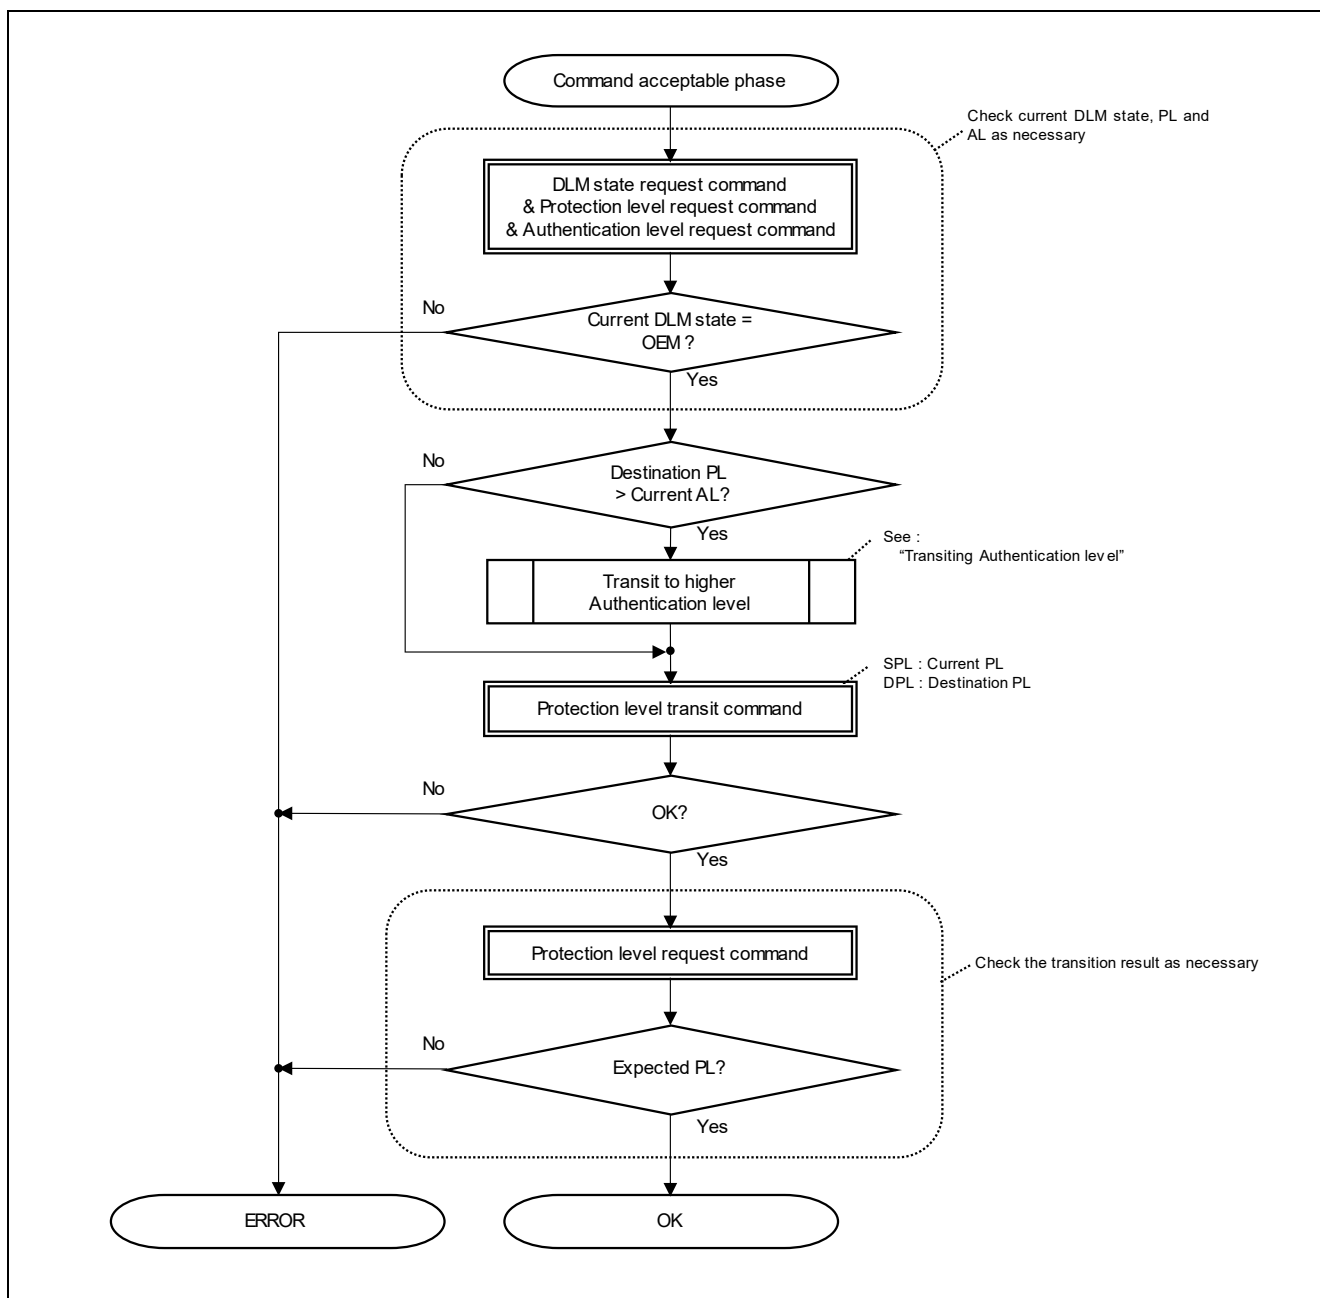 Command acceptable phase
Check current DLM state, PL and
AL as necessary
DLM state request command
& Protection level request command
& Authentication level request command
No
Current DLM state =
OEM ?
Yes
No
Destination PL
> Current AL?
Yes
See :
“Transiting Authentication level”
Transit to higher
Authentication level
SPL : Current PL
DPL : Destination PL
Protection level transit command
No
OK?
Yes
Protection level request command
Check the transition result as necessary
No
Expected PL?
Yes
ERROR
OK